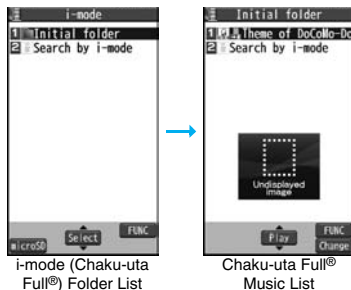 i-mode
1 Initial folder
2 Search by i-mode
Select
FUNC
microSD
i-mode (Chaku-uta
Full®) Folder List
Initial folder
1 Theme of DoCoMo-Do
2 Search by i-mode
Undisplayed
image
Play
FUNC
Change
Chaku-uta Full®
Music List